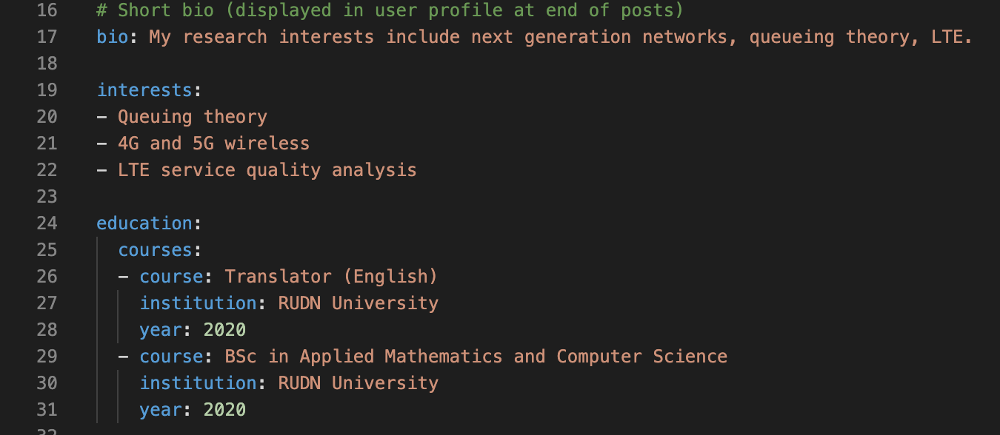 16 # Short bio (displayed in user profile at end of posts)
17 bio: My research interests include next generation networks, queueing theory, LTE.
18
19 interests:
20 - Queuing theory
21 - 4G and 5G wireless
22 - LTE service quality analysis
23
24 education:
25 courses:
26 - course: Translator (English)
27 institution: RUDN University
28 year: 2020
29 - course: BSc in Applied Mathematics and Computer Science
30 institution: RUDN University
31 year: 2020
32